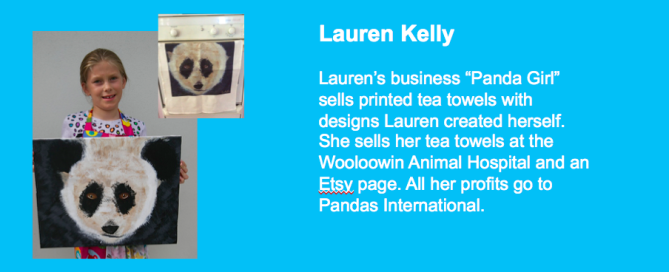 Lauren Kelly
Lauren’s business “Panda Girl”
sells printed tea towels with
designs Lauren created herself.
She sells her tea towels at the
Wooloowin Animal Hospital and an
Etsy page. All her profits go to
Pandas International.